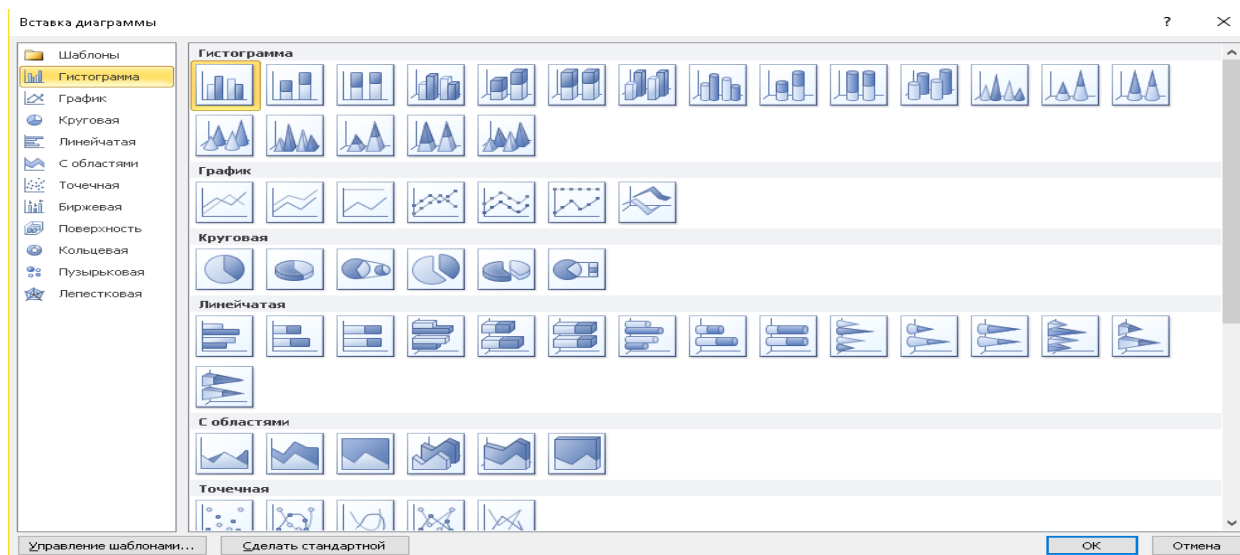 Вставка диаграммы
Шаблоны
Гистограмма
График
Круговая
Линейчатая
С областями
Точечная
Биржевая
Поверхность
Кольцевая
Пузырьковая
Лепестковая
Гистограмма
График
Круговая
Линейчатая
С областями
Точечная
Управление шаблонами...
Сделать стандартной
ОК
Отмена